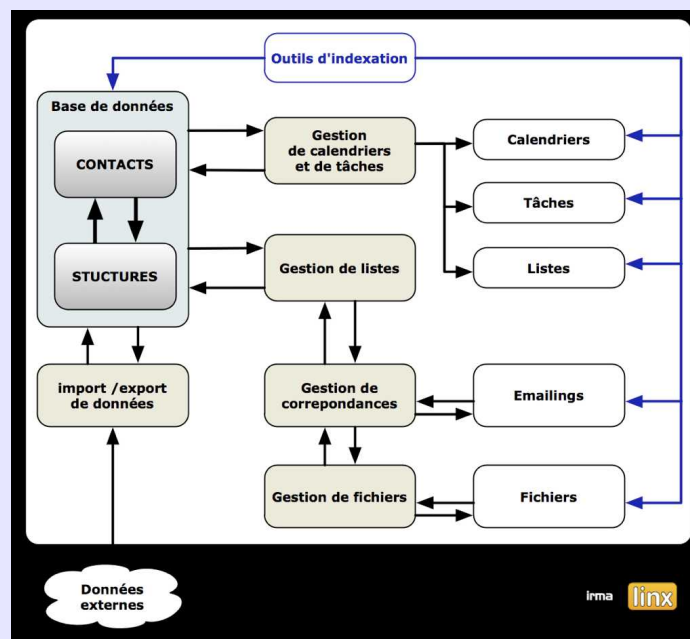 Outils d'indexation
Base de données
CONTACTS
STUCTURES
Gestion
de calendriers
et de tâches
Calendriers
Tâches
Gestion de listes
Listes
import /export
de données
Gestion de
correpondances
Emailings
Gestion de fichiers
Fichiers
Données
externes
irma
linx